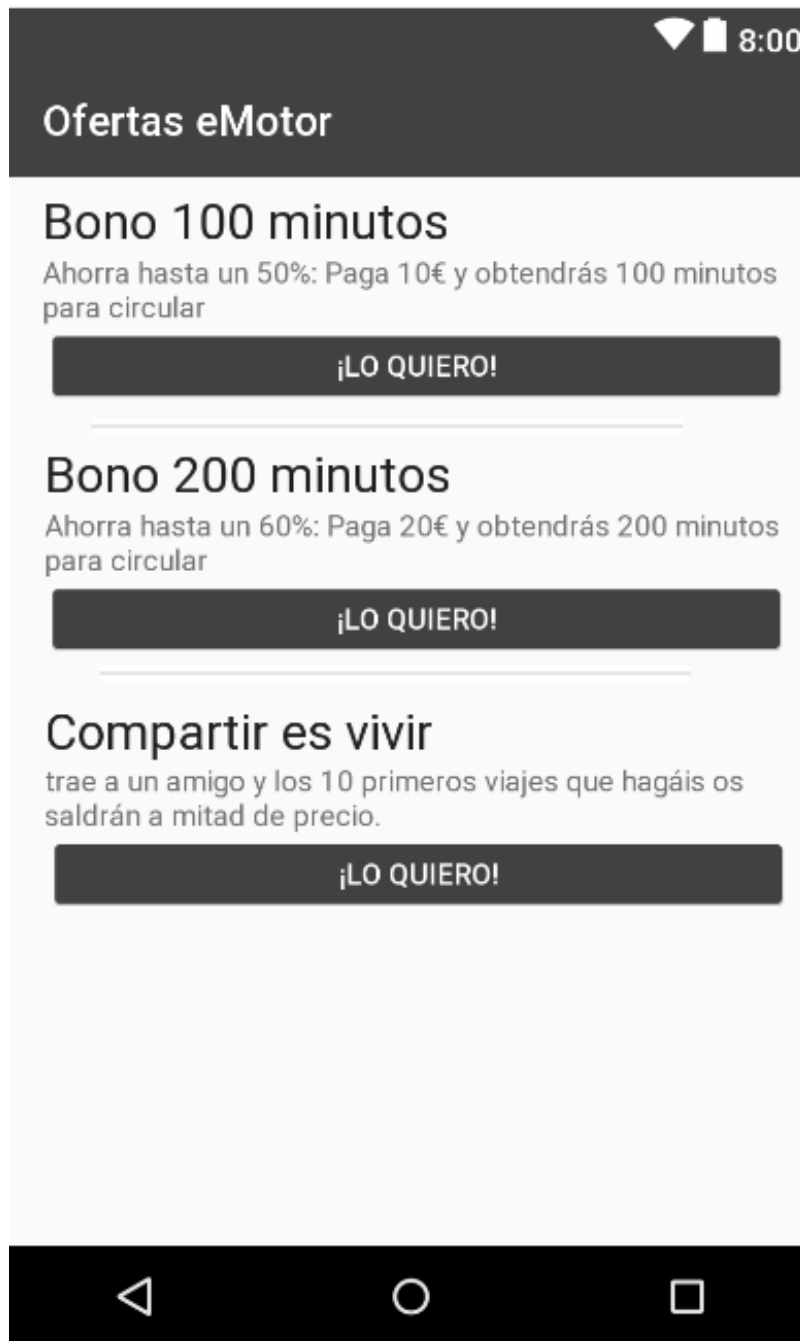 8:00
Ofertas eMotor
Bono 100 minutos
Ahorra hasta un 50%: Paga 10€ y obtendrás 100 minutos
para circular
¡LO QUIERO!
Bono 200 minutos
Ahorra hasta un 60%: Paga 20€ y obtendrás 200 minutos
para circular
¡LO QUIERO!
Compartir es vivir
trae a un amigo y los 10 primeros viajes que hagáis os
saldrán a mitad de precio.
¡LO QUIERO!